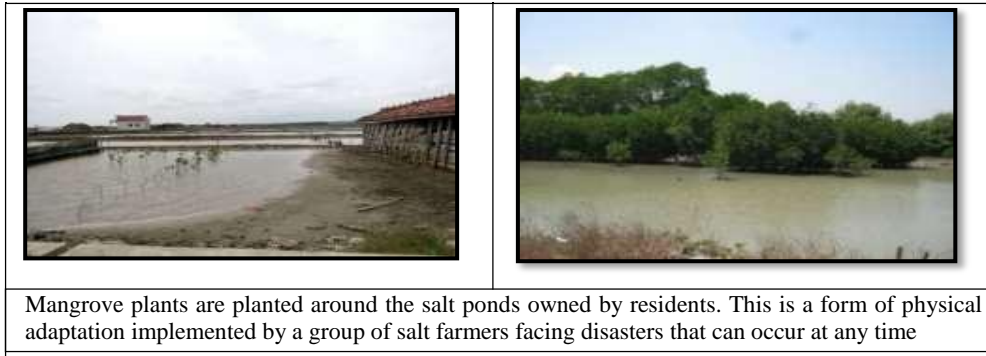 Mangrove plants are planted around the salt ponds owned by residents. This is a form of physical
adaptation implemented by a group of salt farmers facing disasters that can occur at any time